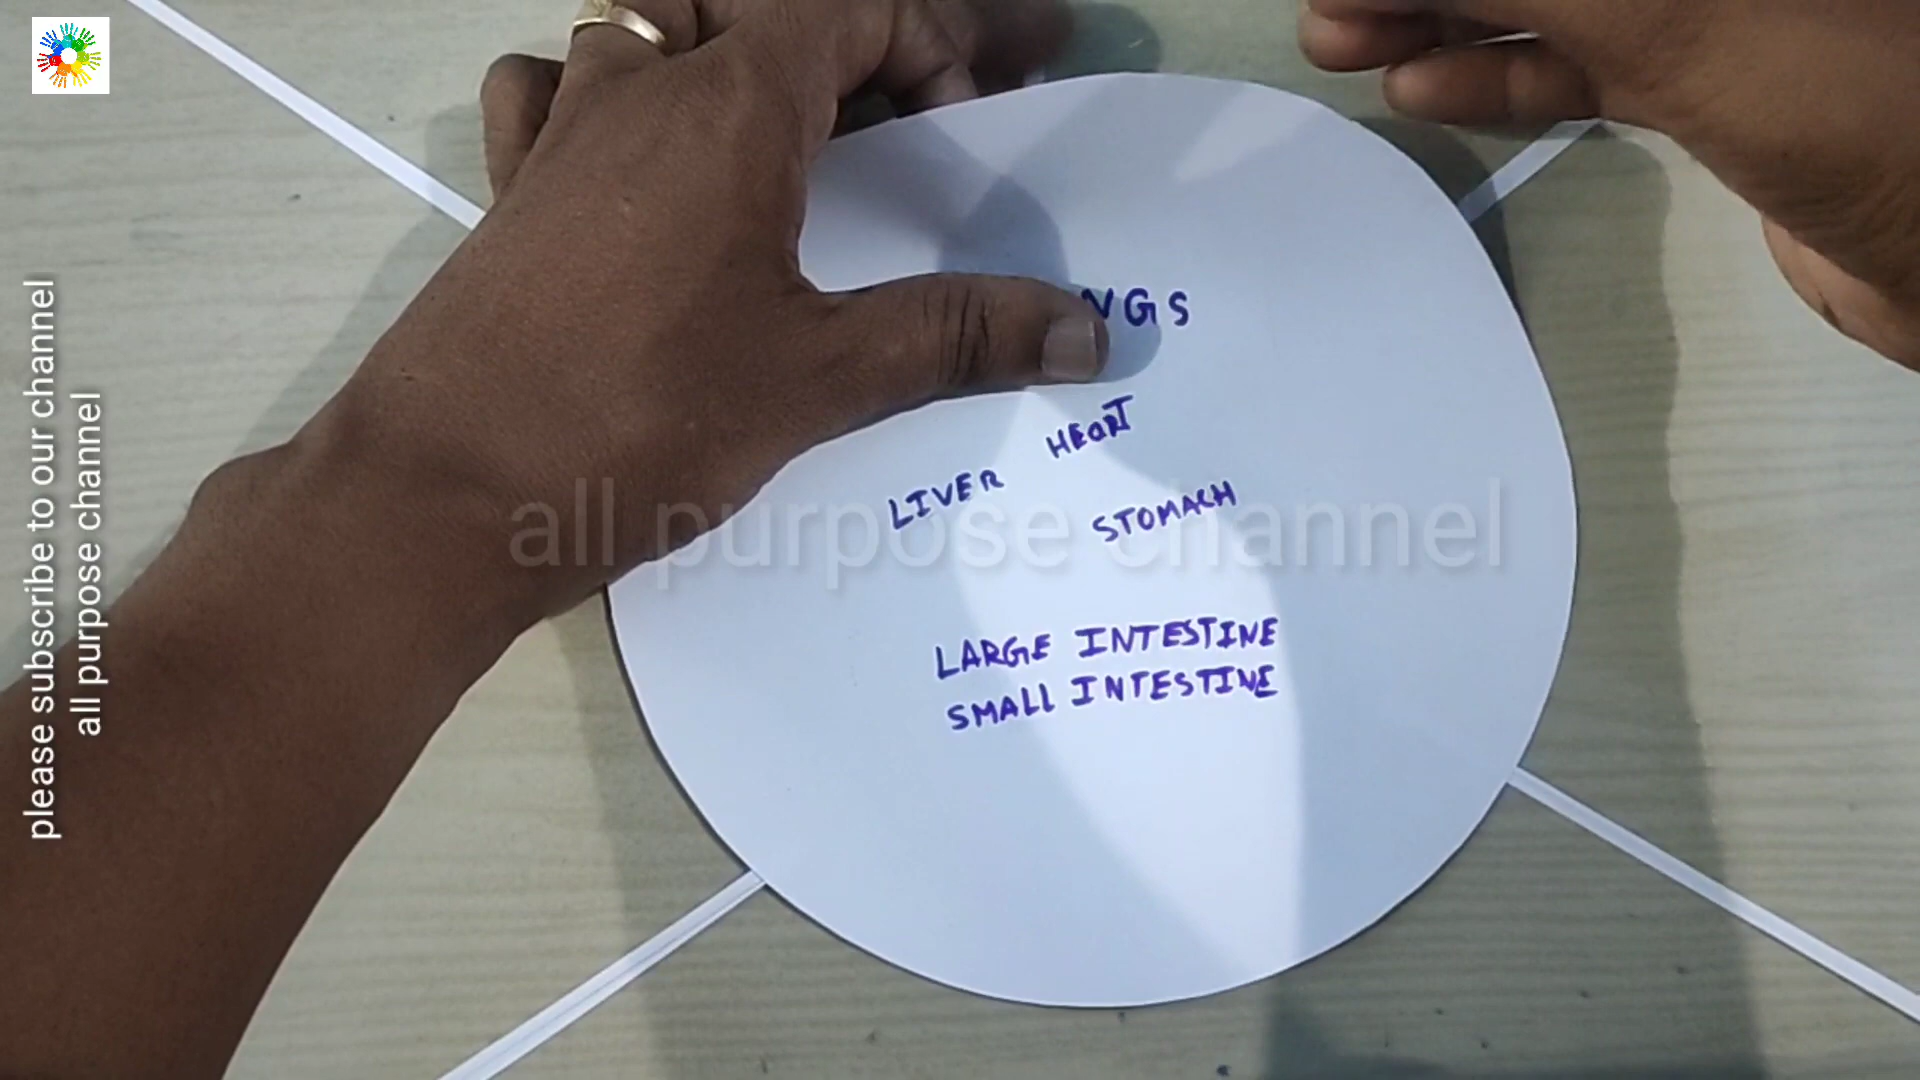 please subscribe to our channel
all purpose channel
NGS
HEART
LIVER
STOMACH
all purpose channel
LARGE INTESTINE
SMALL INTESTINE